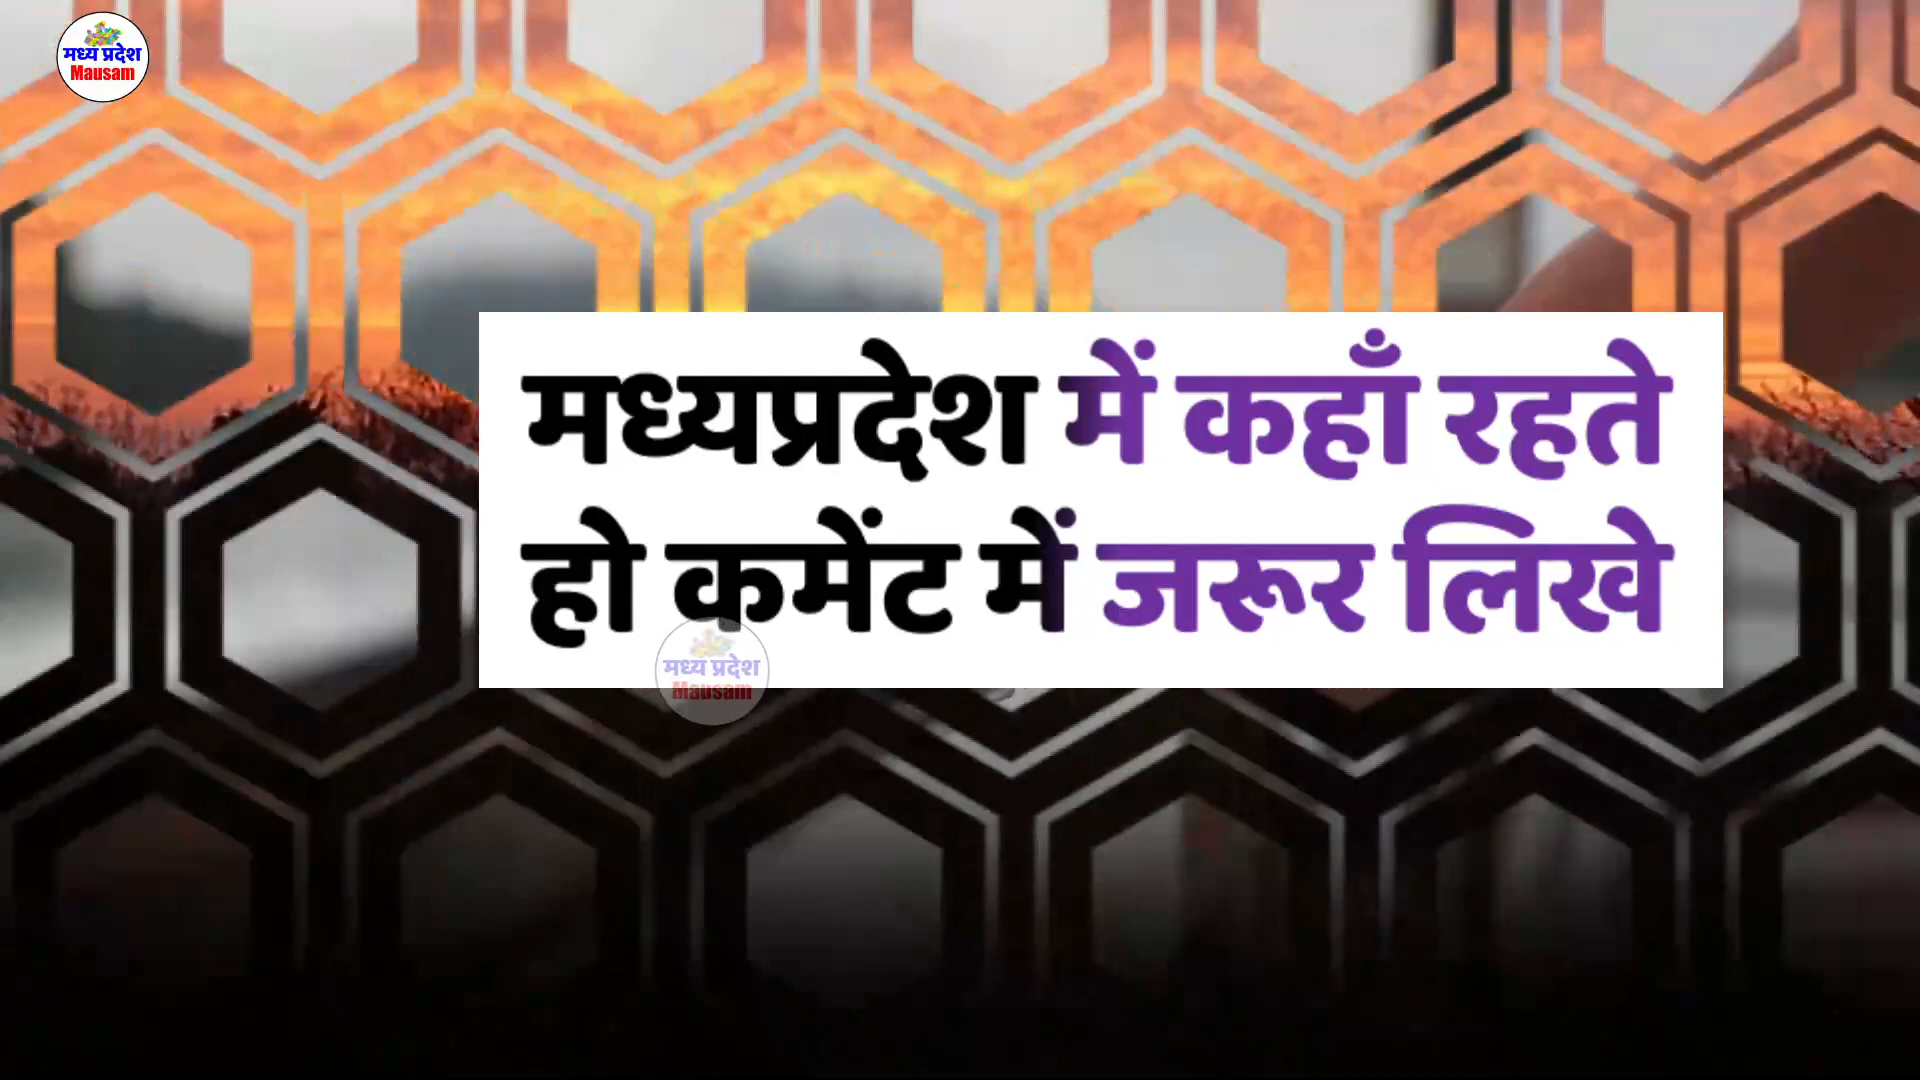 मध्य प्रदेश
Mausam
मध्यप्रदेश में कहाँ रहते
हो कमेंट में जरूर लिखे
मध्य प्रदेश
Mausam